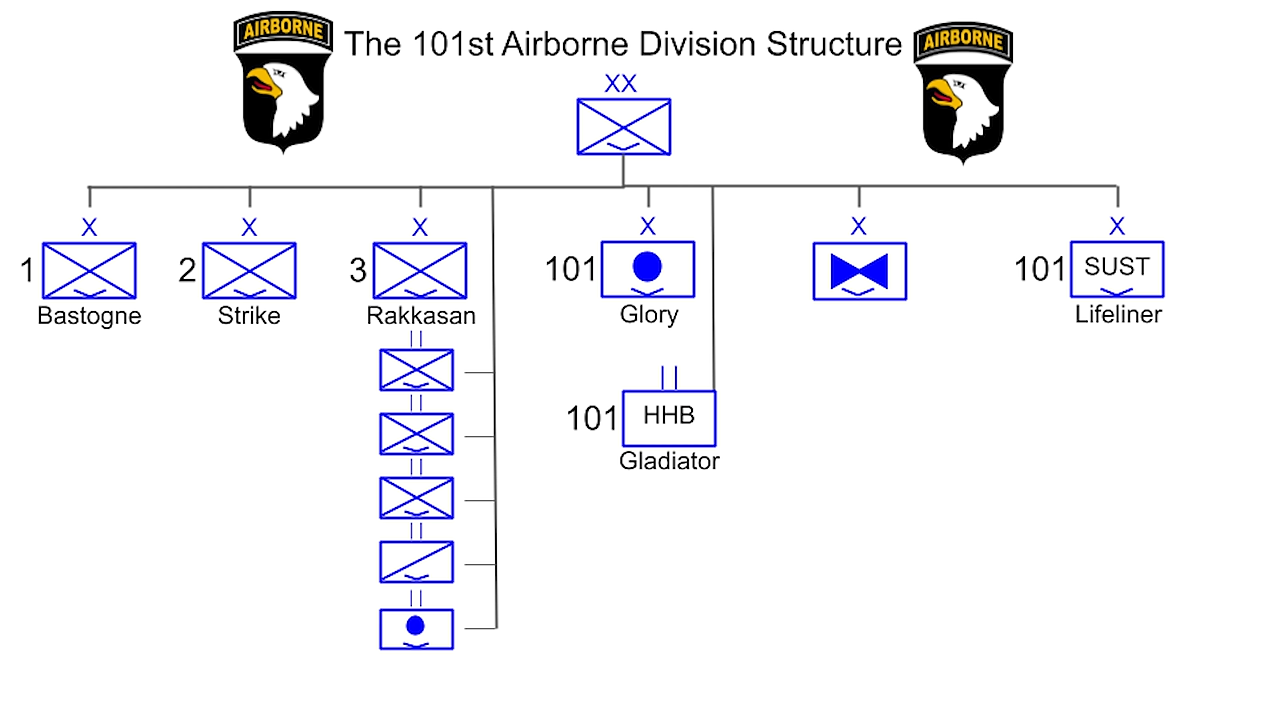 AIRBORNE
The 101st Airborne Division Structure
AIRBORNE
XX
X
X
X
X
X
X
1
2
3
101
101
SUST
Bastogne
Strike
Rakkasan
Glory
Lifeliner
101
HHB
Gladiator